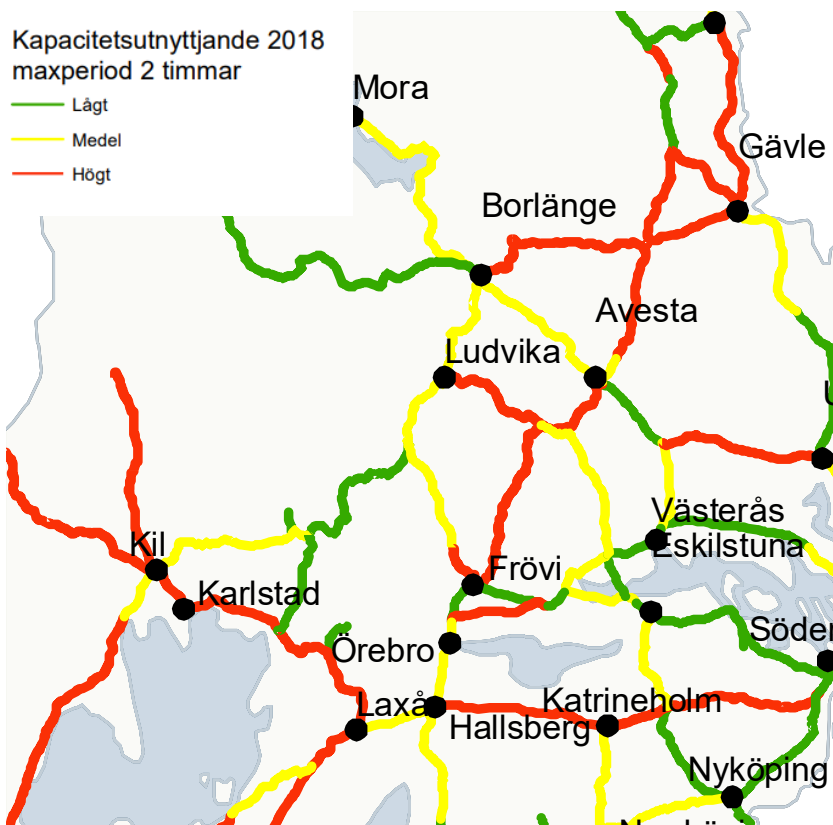 Kapacitetsutnyttjande 2018
maxperiod 2 timmar
Lågt
Medel
Högt
Mora
Gävle
Borlänge
Avesta
Ludvika
U
Västerås
Eskilstuna
Kil
Frövi
Karlstad
Söder
Örebro
Laxå
Katrineholm
Hallsberg
Nyköping